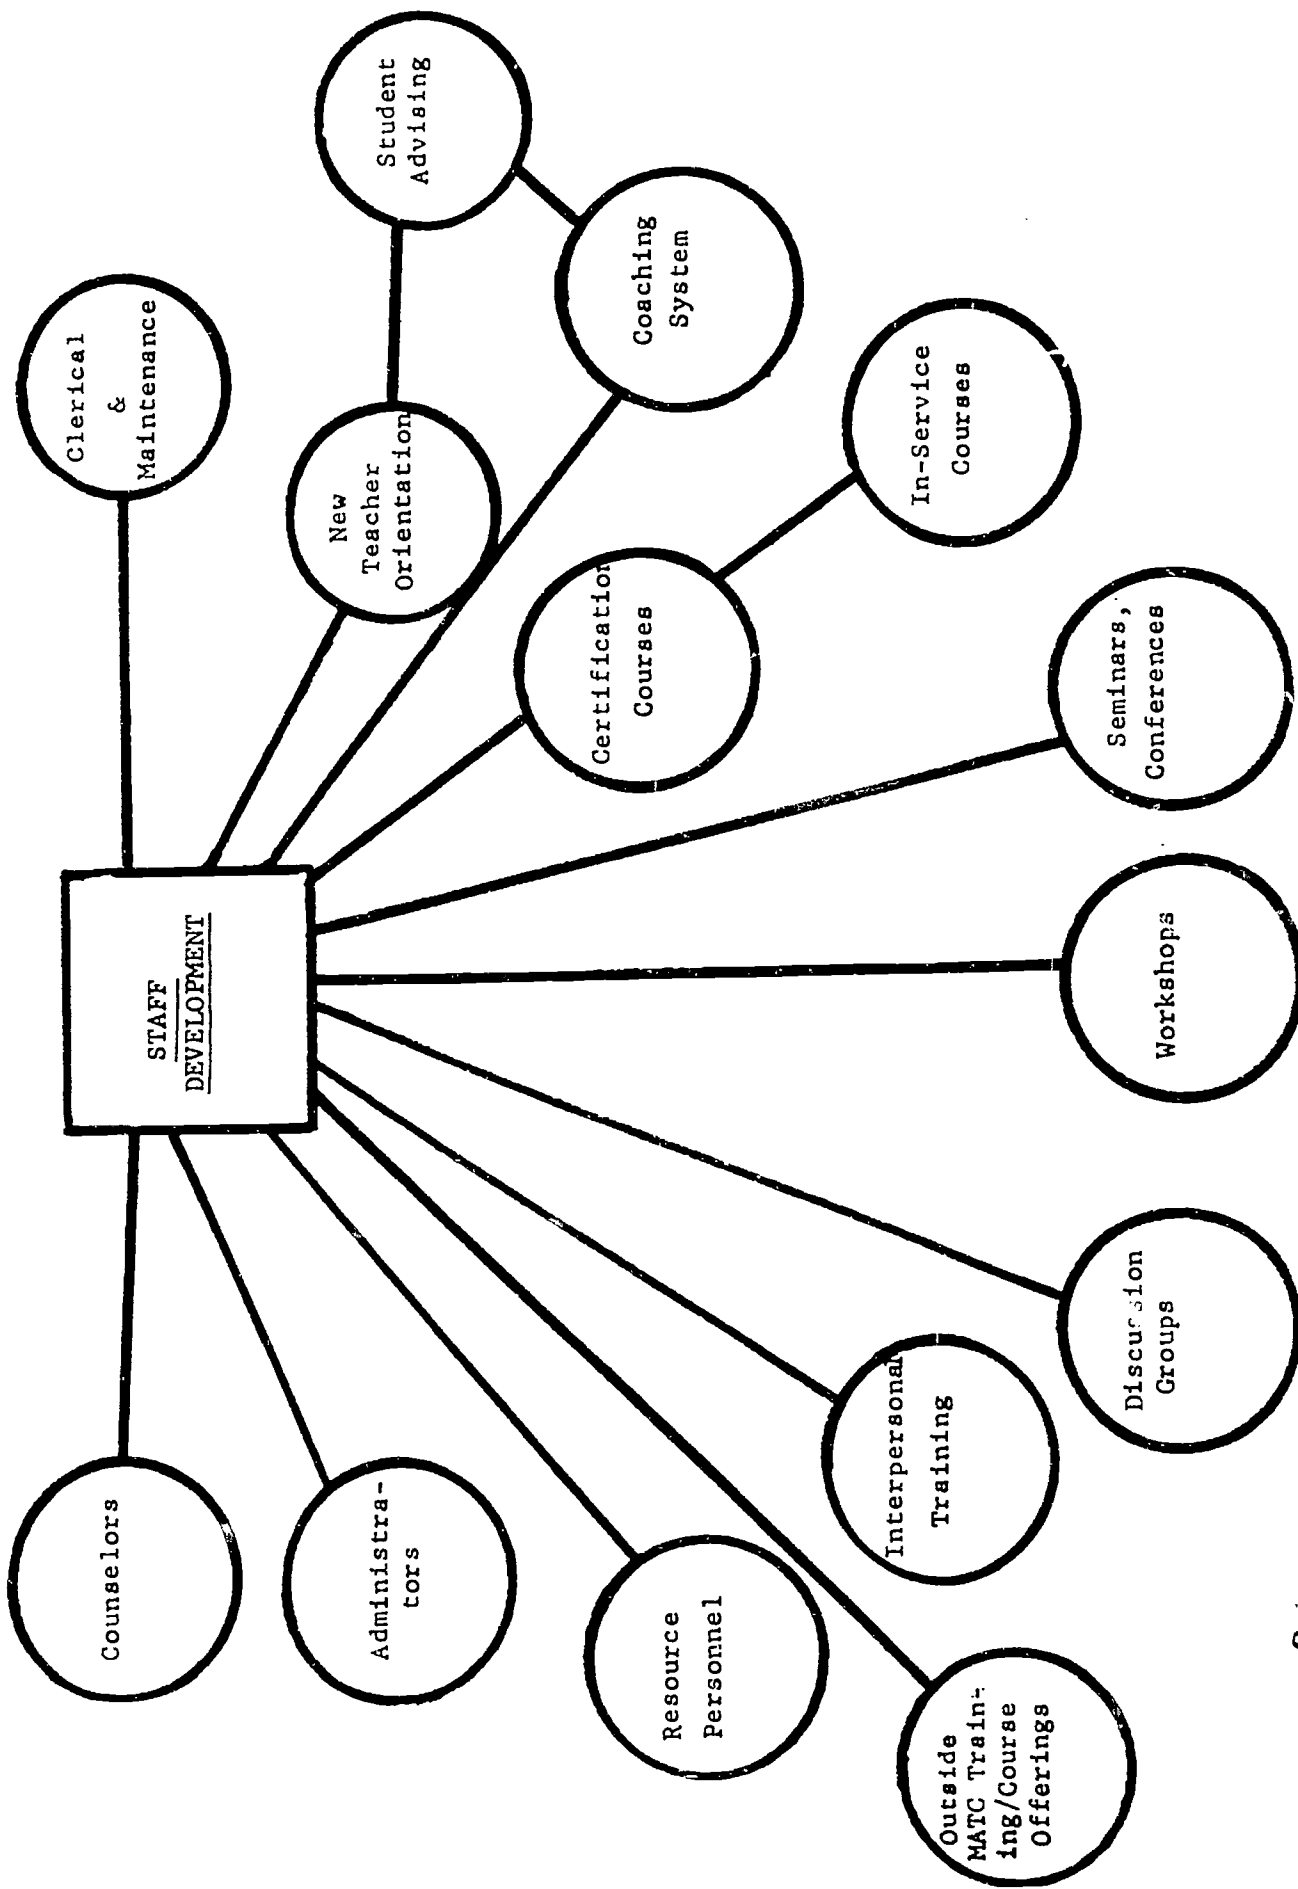 STAFF
DEVELOPMENT
Counselors
Administra-
tors
Resource
Personnel
Outside
MATC Train-
ing/Course
Offerings
Interpersonal
Training
Discussion
Groups
Workshops
Seminars,
Conferences
Certification
Courses
In-Service
Courses
Coaching
System
New
Teacher
Orientation
Student
Advising
Clerical
&
Maintenance